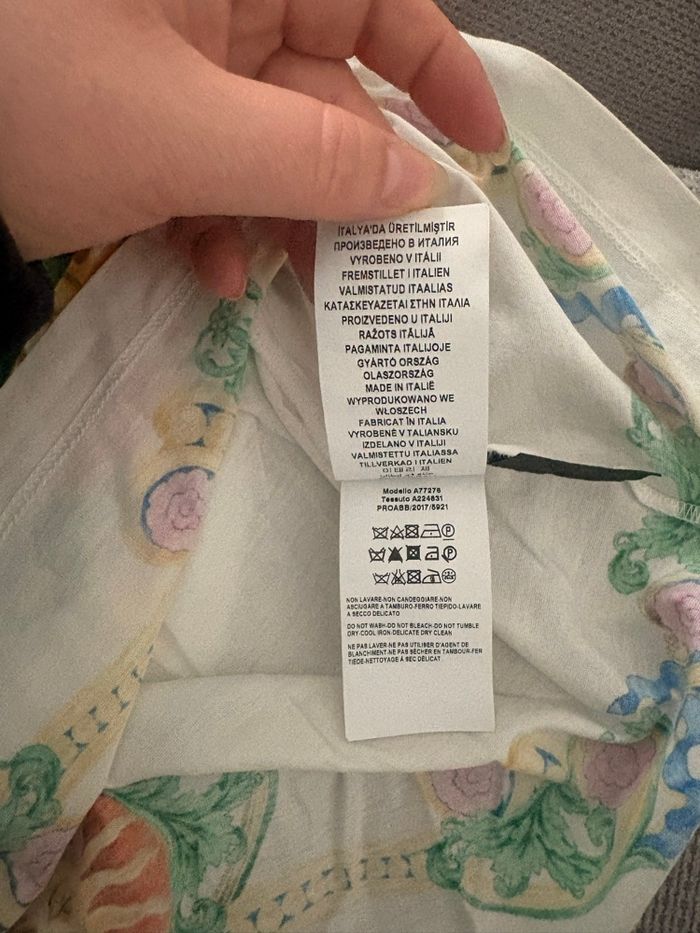 İTALYA'DA ÜRETİLMİŞTİR
ПРОИЗВЕДЕНО В ИТАЛИЯ
VYROBENO V ITÁLII
FREMSTILLET I ITALIEN
VALMISTATUD ITAALIAS
ΚΑΤΑΣΚΕΥΑΖΕΤΑΙ ΣΤΗΝ ΙΤΑΛΙΑ
PROIZVEDENO U ITALIJI
RAŽOTS ITĀLIJĀ
PAGAMINTA ITALIJOJE
GYÁRTÓ ORSZÁG
OLASZORSZÁG
MADE IN ITALIË
WYPRODUKOWANO WE
WŁOSZECH
FABRICAT ÎN ITALIA
VYROBENÉ V TALIANSKU
IZDELANO V ITALIJI
VALMISTETTU ITALIASSA
TILLVERKAD I ITALIEN
Modello A77276
Tessuto A224631
PROABB/2017/5921
NON LAVARE-NON CANDEGGIARE-NON
ASCIUGARE A TAMBURO-FERRO TIEPIDO-LAVARE
A SECCO DELICATO
DO NOT WASH-DO NOT BLEACH-DO NOT TUMBLE
DRY-COOL IRON-DELICATE DRY CLEAN
NE PAS LAVER-NE PAS UTILISER D'AGENT DE
BLANCHIMENT-NE PAS SÉCHER EN TAMBOUR-FER
TIEDE-NETTOYAGE À SEC DÉLICAT